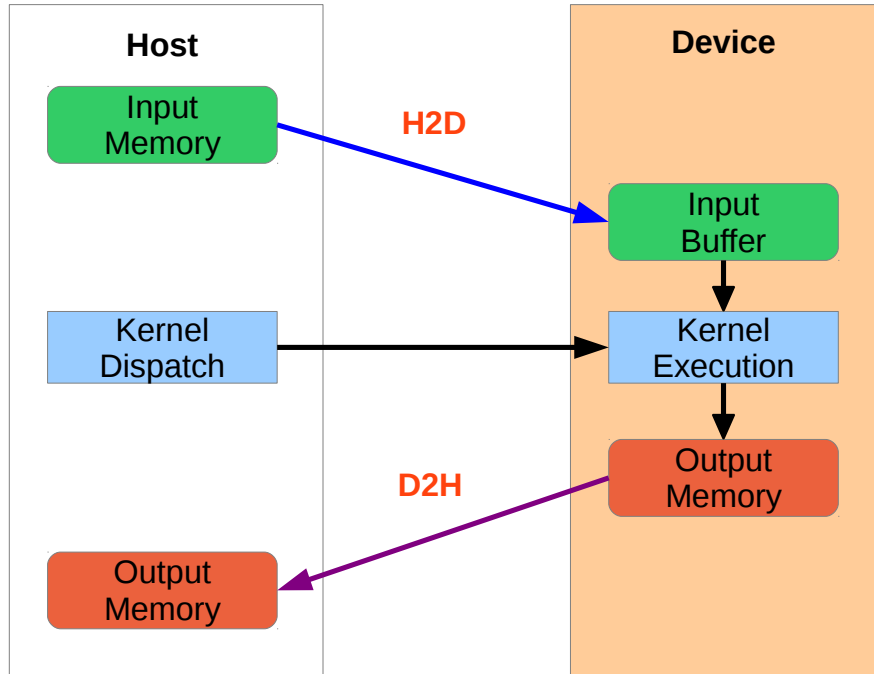 Host
Device
Input
Memory
H2D
Input
Buffer
Kernel
Dispatch
Kernel
Execution
Output
Memory
D2H
Output
Memory